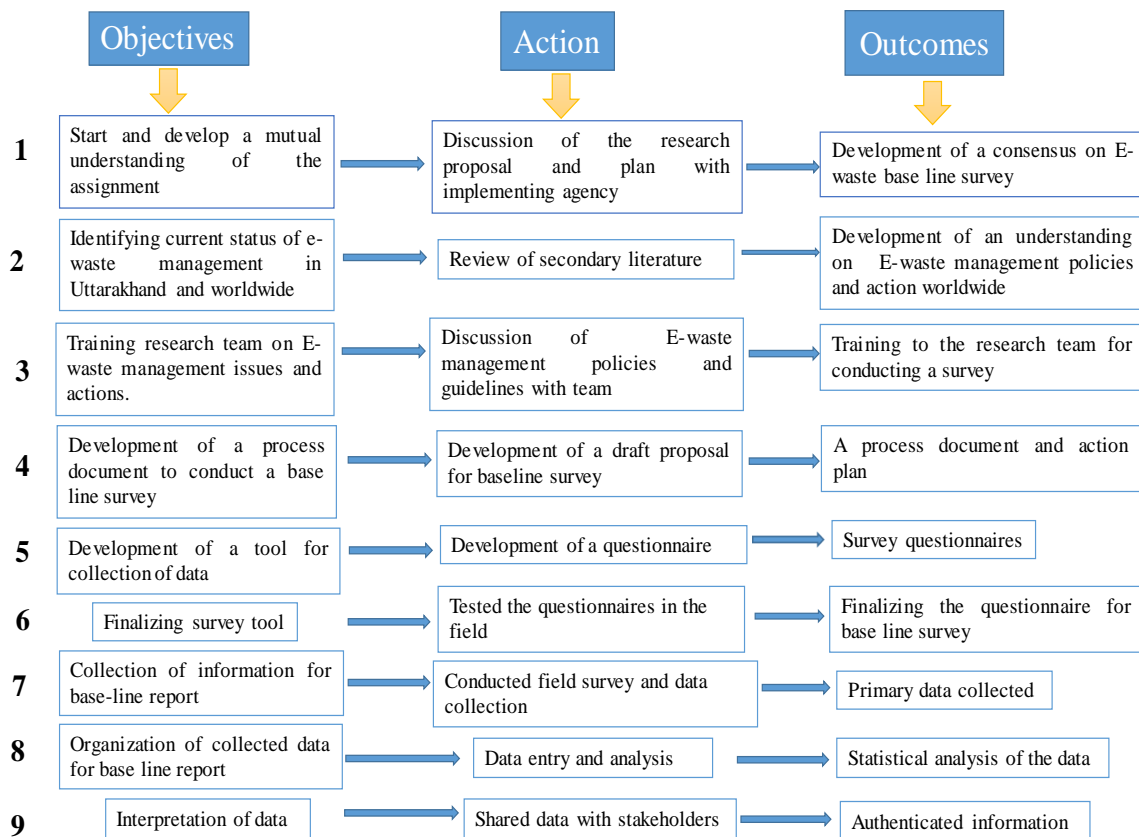 Objectives
Action
Outcomes
1
Start and develop a mutual
understanding of the
assignment
Discussion of the research
proposal and plan with
implementing agency
Development of a consensus on E-
waste base line survey
2
Identifying current status of e-
waste management in
Uttarakhand and worldwide
Review of secondary literature
Development of an understanding
on E-waste management policies
and action worldwide
3
Training research team on E-
waste management issues and
actions.
Discussion of E-waste
management policies and
guidelines with team
Training to the research team for
conducting a survey
4
Development of a process
document to conduct a base
line survey
Development of a draft proposal
for baseline survey
A process document and action
plan
5
Development of a tool for
collection of data
Development of a questionnaire
Survey questionnaires
6
Finalizing survey tool
Tested the questionnaires in the
field
Finalizing the questionnaire for
base line survey
7
Collection of information for
base-line report
Conducted field survey and data
collection
Primary data collected
8
Organization of collected data
for base line report
Data entry and analysis
Statistical analysis of the data
9
Interpretation of data
Shared data with stakeholders
Authenticated information